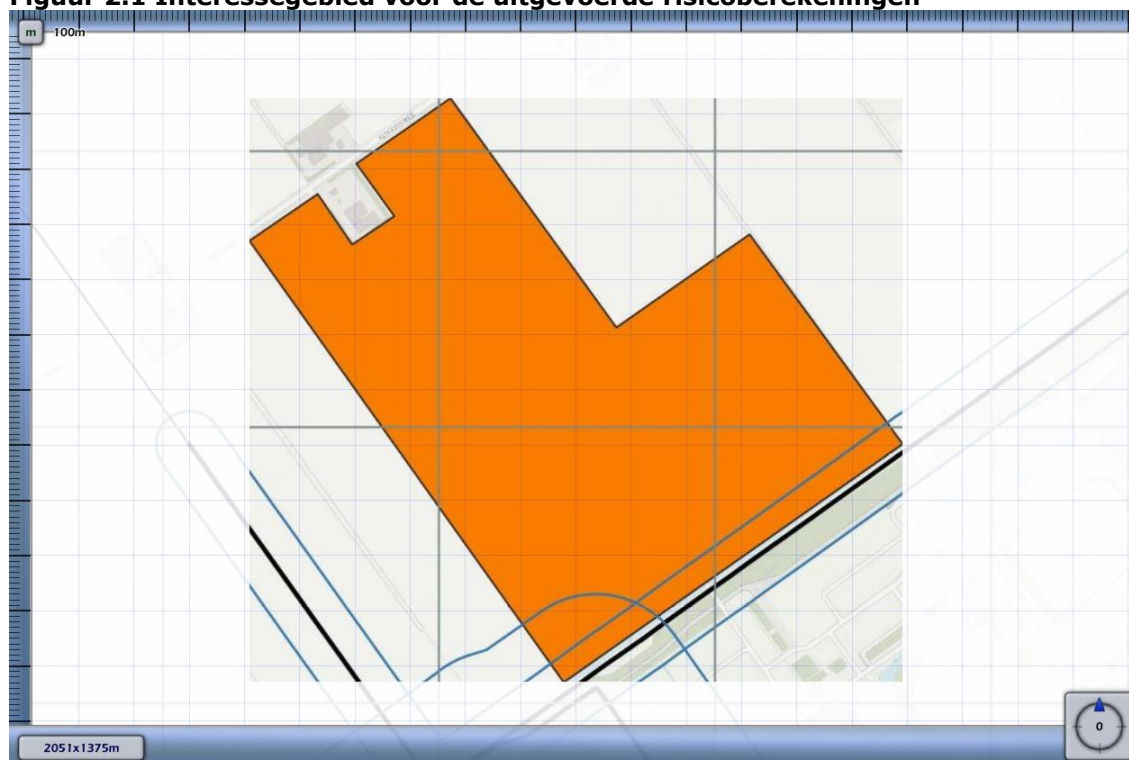 Figuur 2.1 Interessegebied voor de uitgevoerde risicoberekeningen
m 100m
2051x1375m
0